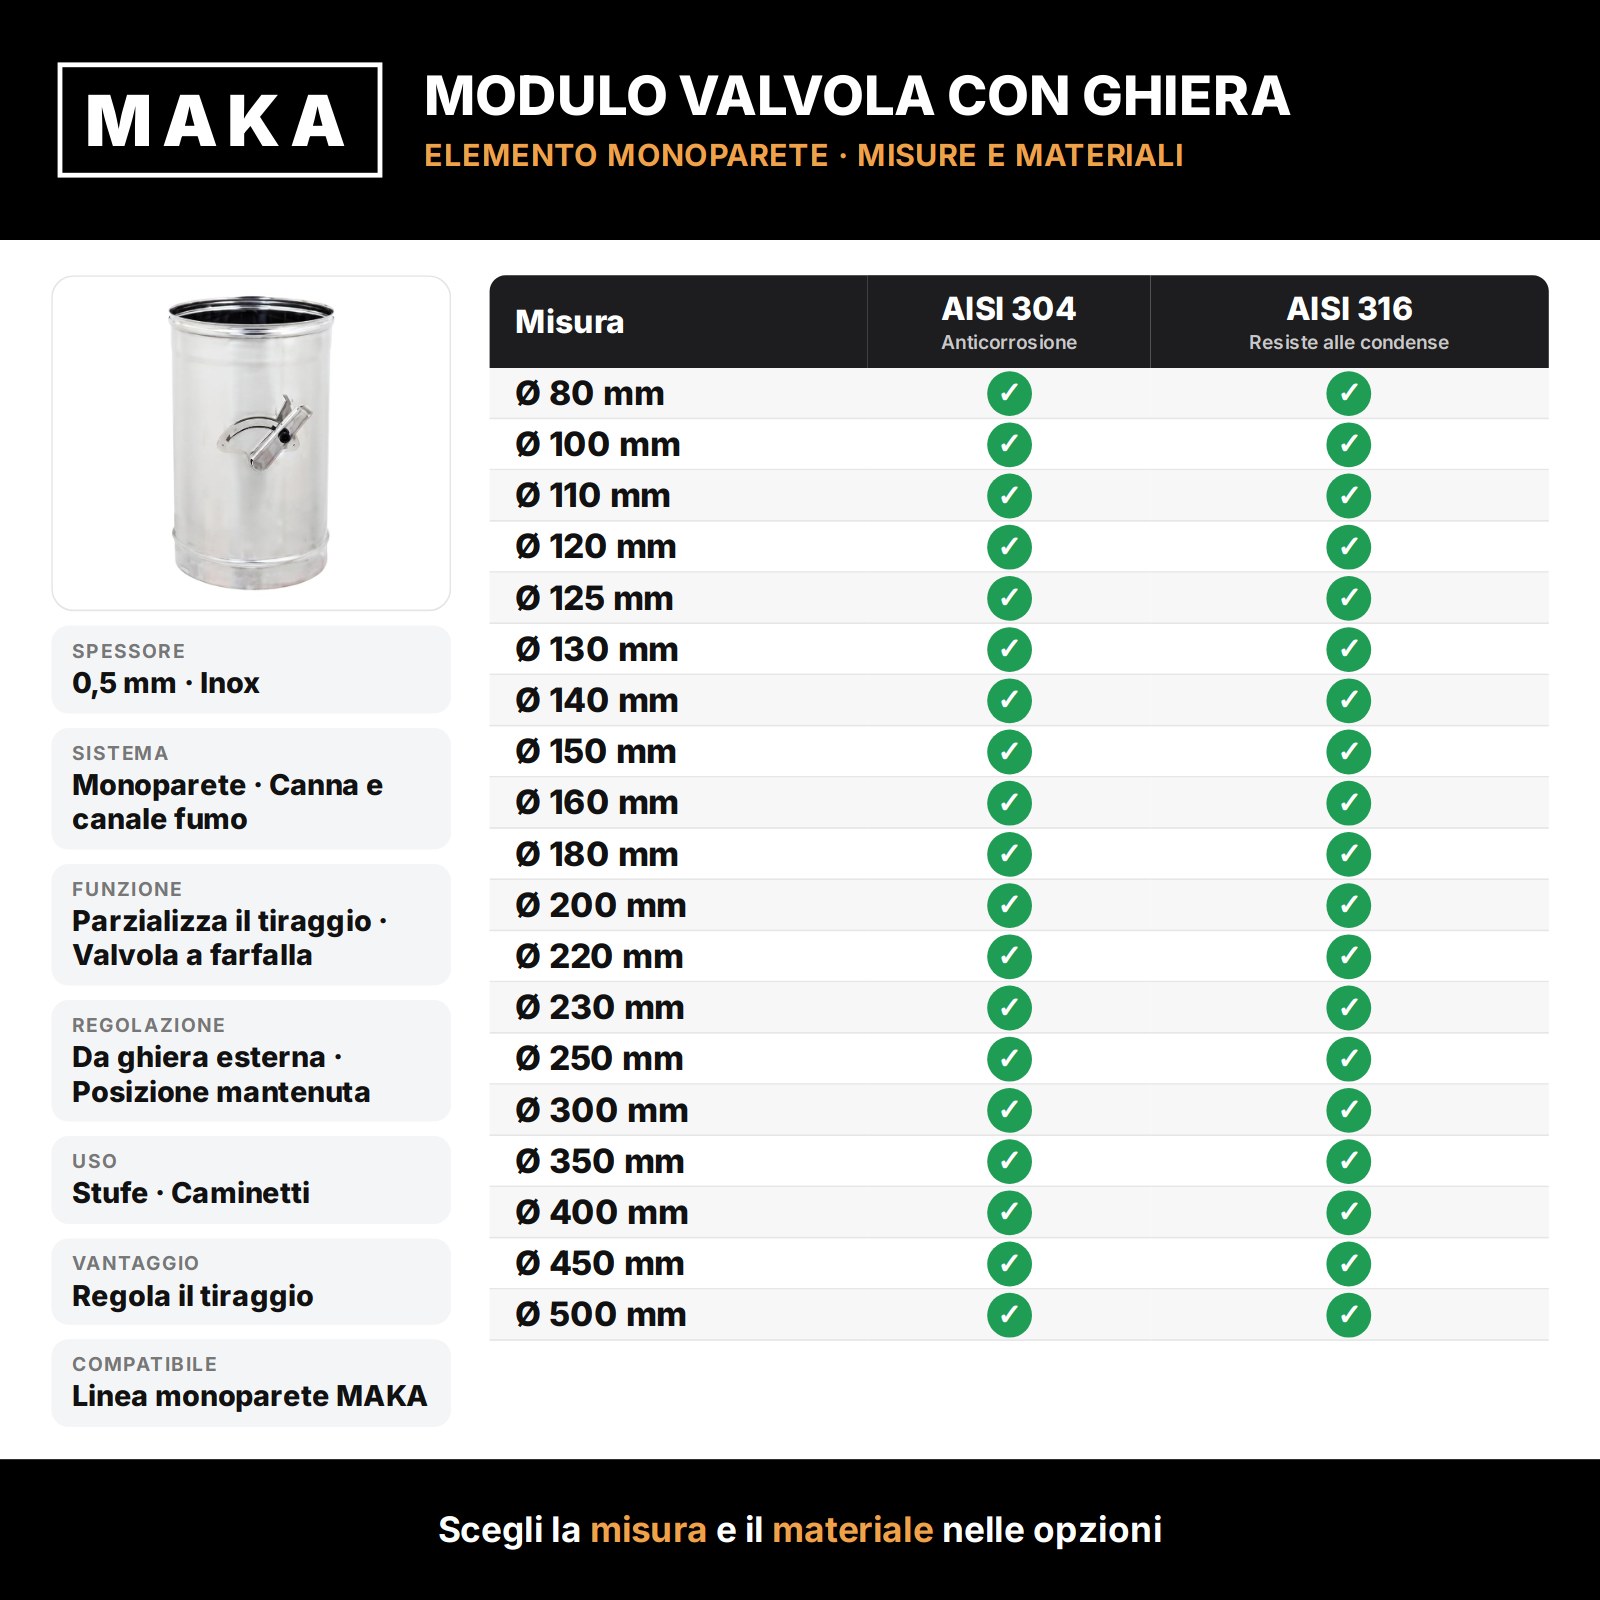 MAKA
MODULO VALVOLA CON GHIERA
ELEMENTO MONOPARETE · MISURE E MATERIALI
SPESSORE
0,5 mm · Inox
SISTEMA
Monoparete · Canna e
canale fumo
FUNZIONE
Parzializza il tiraggio ·
Valvola a farfalla
REGOLAZIONE
Da ghiera esterna ·
Posizione mantenuta
USO
Stufe · Caminetti
VANTAGGIO
Regola il tiraggio
COMPATIBILE
Linea monoparete MAKA
Misura AISI 304 AISI 316
Anticorrosione Resiste alle condense
Ø 80 mm ✓ ✓
Ø 100 mm ✓ ✓
Ø 110 mm ✓ ✓
Ø 120 mm ✓ ✓
Ø 125 mm ✓ ✓
Ø 130 mm ✓ ✓
Ø 140 mm ✓ ✓
Ø 150 mm ✓ ✓
Ø 160 mm ✓ ✓
Ø 180 mm ✓ ✓
Ø 200 mm ✓ ✓
Ø 220 mm ✓ ✓
Ø 230 mm ✓ ✓
Ø 250 mm ✓ ✓
Ø 300 mm ✓ ✓
Ø 350 mm ✓ ✓
Ø 400 mm ✓ ✓
Ø 450 mm ✓ ✓
Ø 500 mm ✓ ✓
Scegli la misura e il materiale nelle opzioni